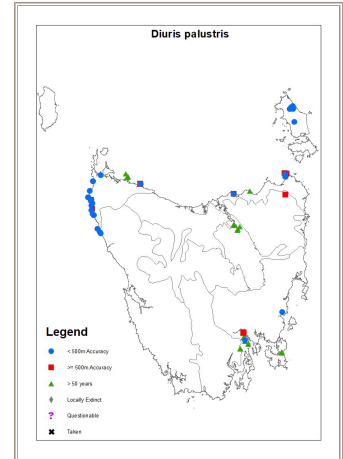 Diuris palustris
Legend
< 500m Accuracy
>= 500m Accuracy
> 50 years
Locally Extinct
Questionable
Taken